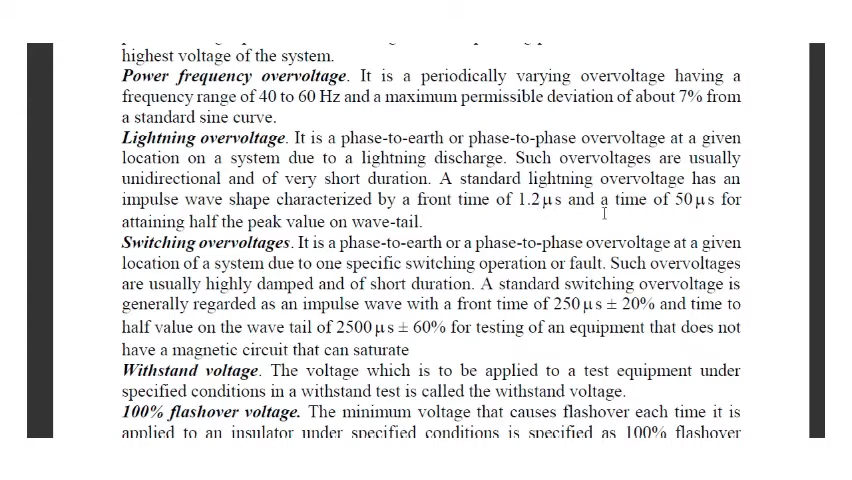 highest voltage of the system.
Power frequency overvoltage. It is a periodically varying overvoltage having a
frequency range of 40 to 60 Hz and a maximum permissible deviation of about 7% from
a standard sine curve.
Lightning overvoltage. It is a phase-to-earth or phase-to-phase overvoltage at a given
location on a system due to a lightning discharge. Such overvoltages are usually
unidirectional and of very short duration. A standard lightning overvoltage has an
impulse wave shape characterized by a front time of 1.2 μs and a time of 50 μs for
attaining half the peak value on wave-tail.
Switching overvoltages. It is a phase-to-earth or a phase-to-phase overvoltage at a given
location of a system due to one specific switching operation or fault. Such overvoltages
are usually highly damped and of short duration. A standard switching overvoltage is
generally regarded as an impulse wave with a front time of 250 μs ± 20% and time to
half value on the wave tail of 2500 μs ± 60% for testing of an equipment that does not
have a magnetic circuit that can saturate
Withstand voltage. The voltage which is to be applied to a test equipment under
specified conditions in a withstand test is called the withstand voltage.
100% flashover voltage. The minimum voltage that causes flashover each time it is
applied to an insulator under specified conditions is specified as 100% flashover